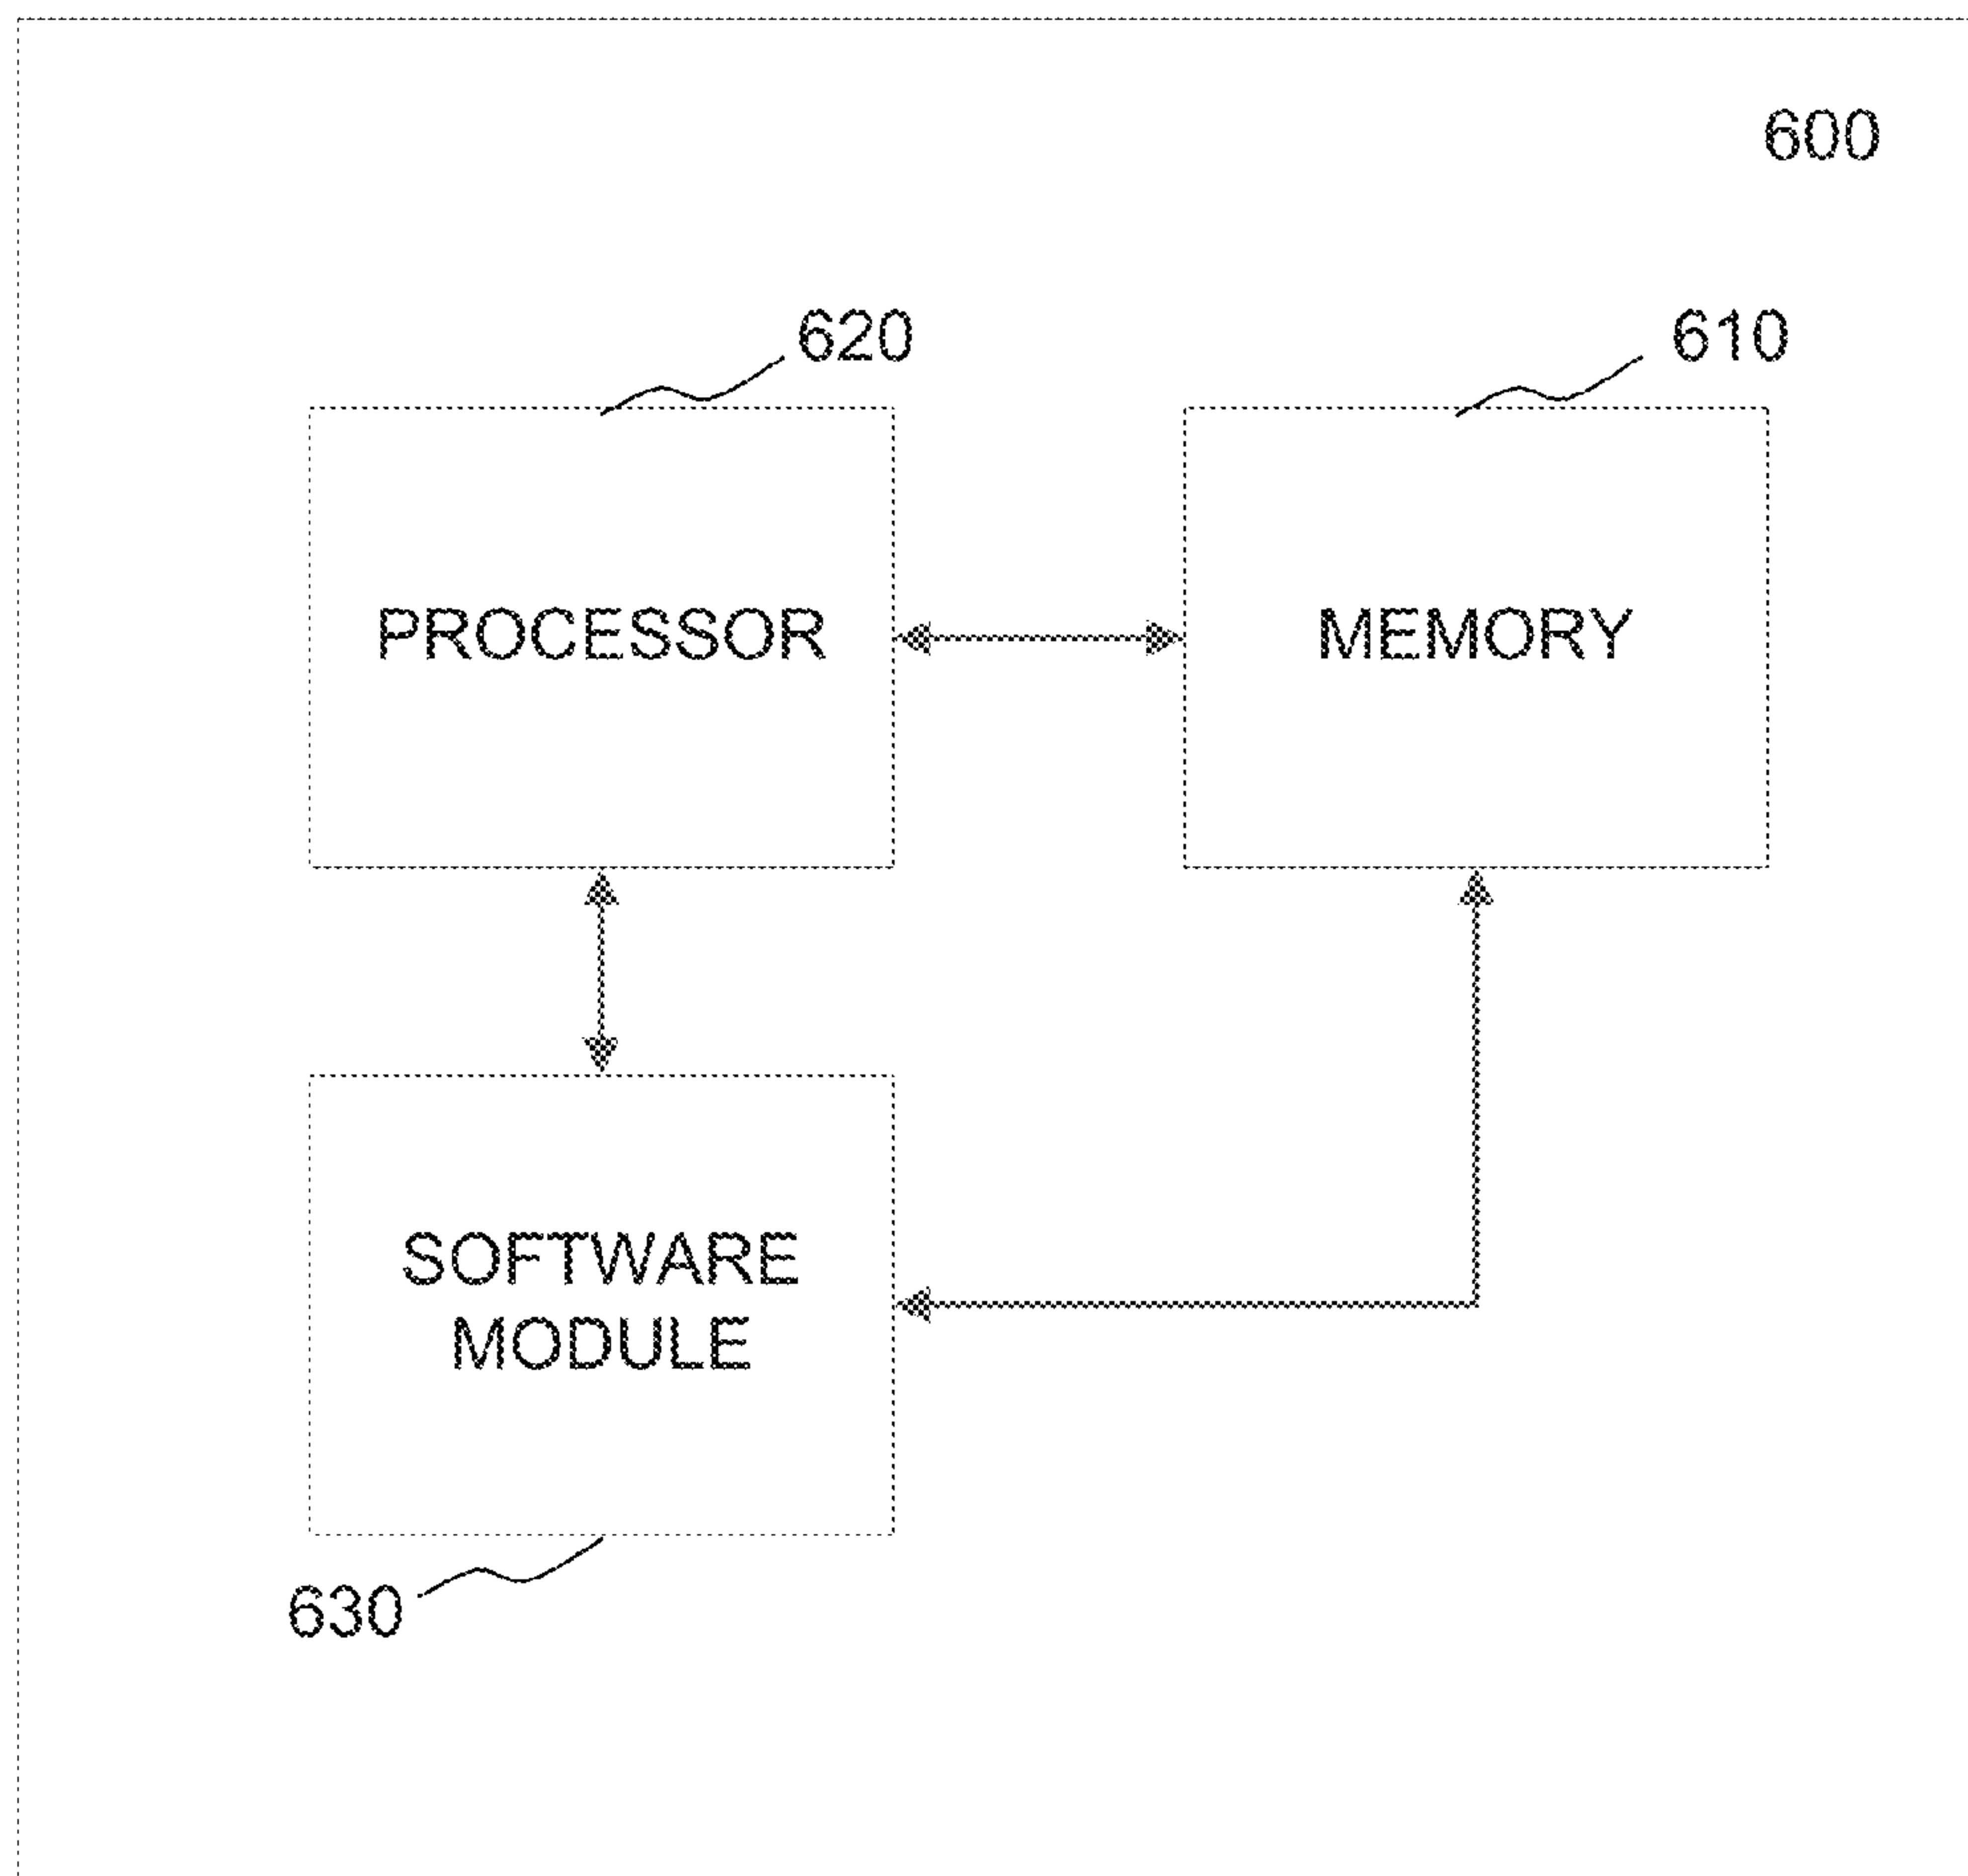 600
620
610
PROCESSOR
MEMORY
SOFTWARE
MODULE
630